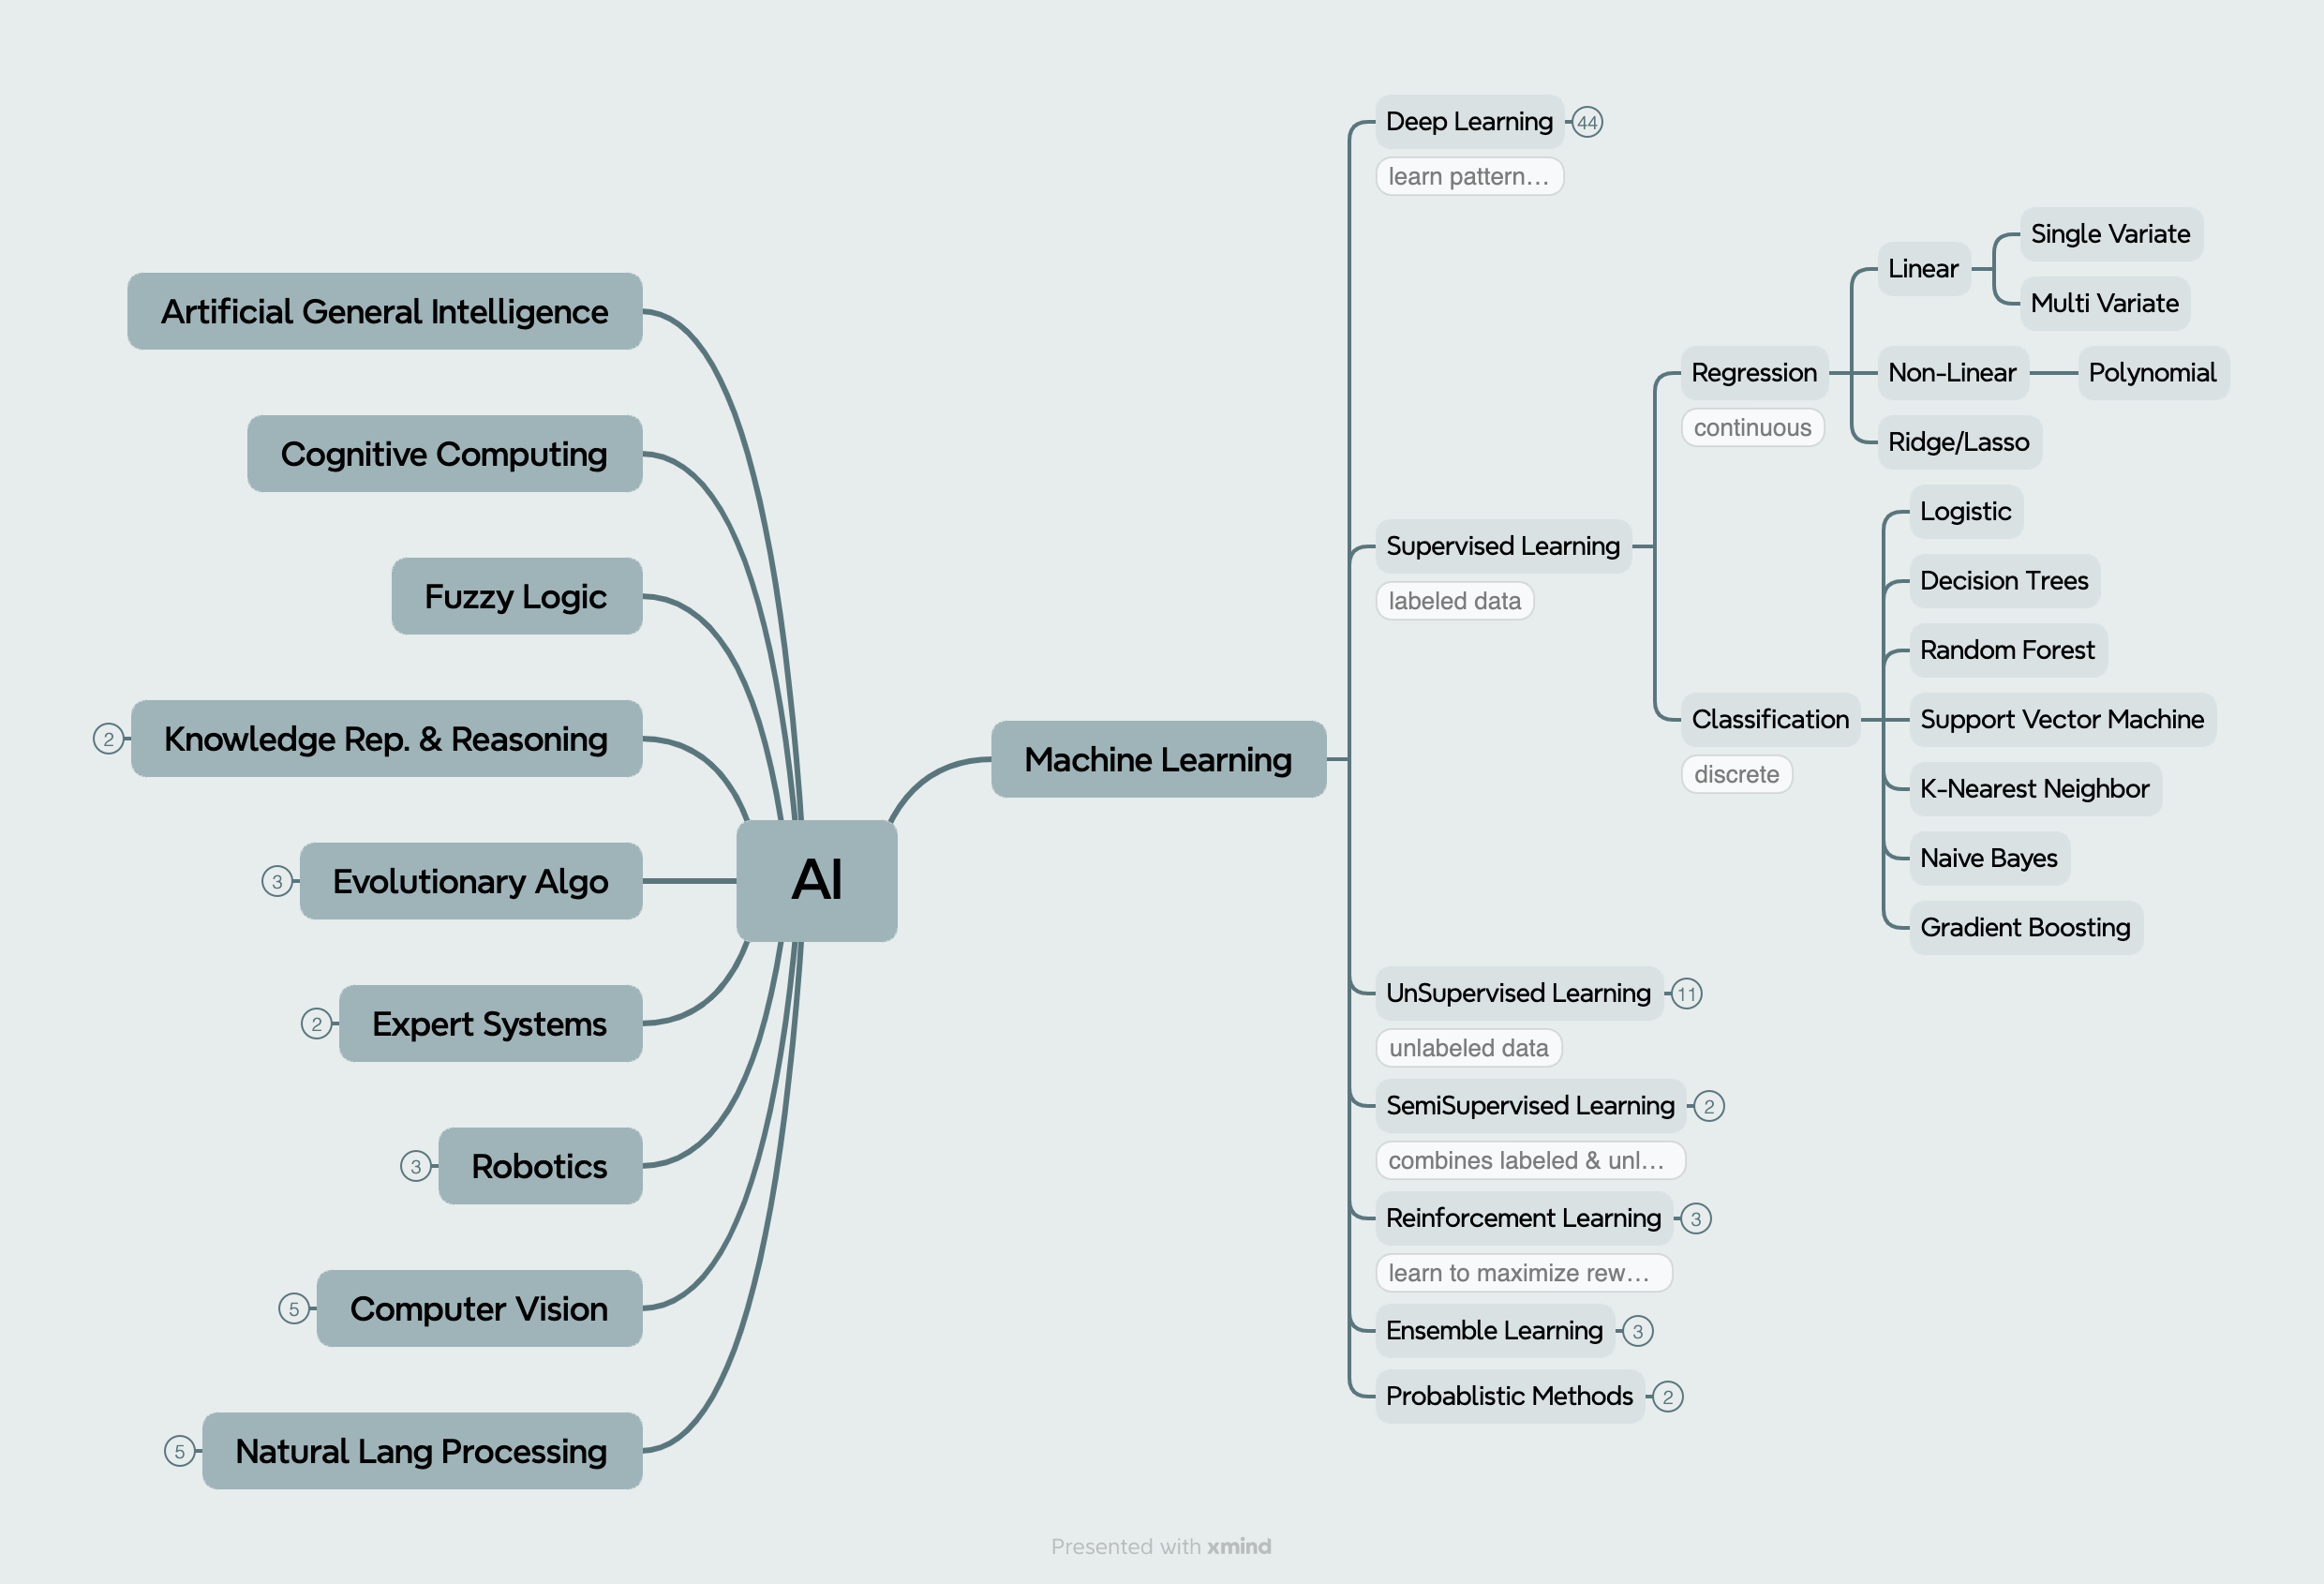 Artificial General Intelligence
Cognitive Computing
Fuzzy Logic
2
Knowledge Rep. & Reasoning
3
Evolutionary Algo
2
Expert Systems
3
Robotics
5
Computer Vision
5
Natural Lang Processing
AI
Machine Learning
Deep Learning
44
learn pattern…
Supervised Learning
labeled data
Regression
continuous
Linear
Single Variate
Multi Variate
Non-Linear
Polynomial
Ridge/Lasso
Classification
discrete
Logistic
Decision Trees
Random Forest
Support Vector Machine
K-Nearest Neighbor
Naive Bayes
Gradient Boosting
UnSupervised Learning
11
unlabeled data
SemiSupervised Learning
2
combines labeled & unl…
Reinforcement Learning
3
learn to maximize rew…
Ensemble Learning
3
Probablistic Methods
2
Presented with xmind